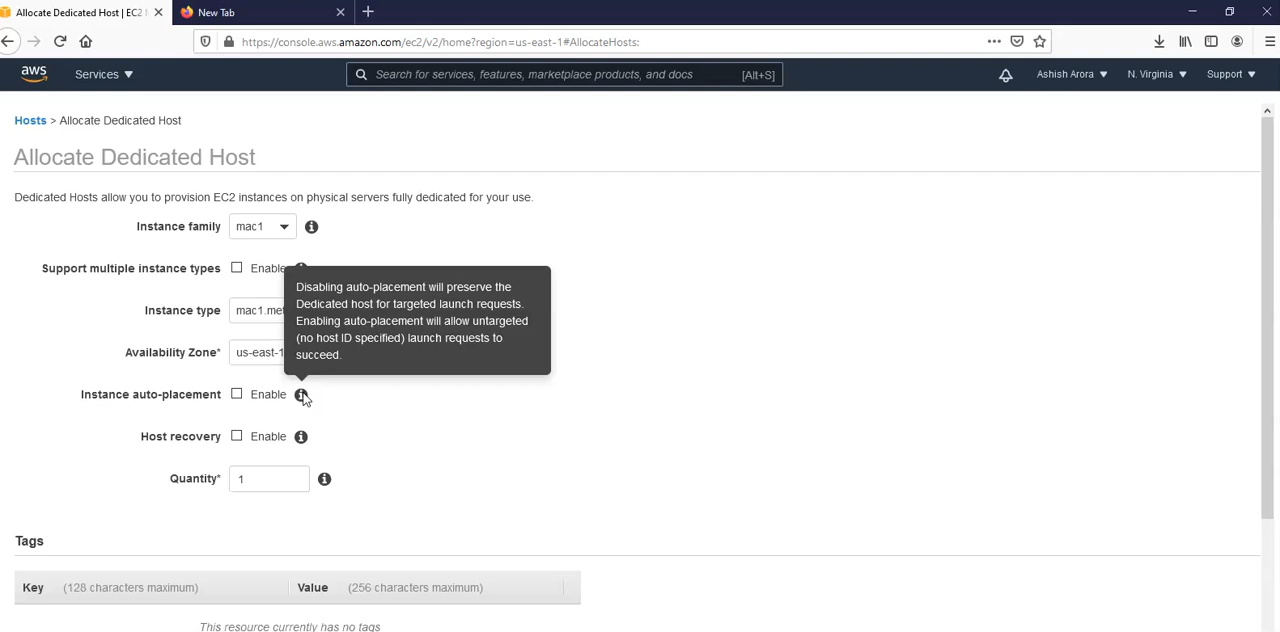 Allocate Dedicated Host | EC2
New Tab
https://console.aws.amazon.com/ec2/v2/home?region=us-east-1#AllocateHosts:
aws
Services
Search for services, features, marketplace products, and docs [Alt+S]
Ashish Arora
N. Virginia
Support
Hosts > Allocate Dedicated Host
Allocate Dedicated Host
Dedicated Hosts allow you to provision EC2 instances on physical servers fully dedicated for your use.
Instance family mac1
Support multiple instance types Enable
Disabling auto-placement will preserve the
Dedicated host for targeted launch requests.
Enabling auto-placement will allow untargeted
(no host ID specified) launch requests to
succeed.
Instance type mac1.met
Availability Zone* us-east-1
Instance auto-placement Enable
Host recovery Enable
Quantity* 1
Tags
Key (128 characters maximum) Value (256 characters maximum)
This resource currently has no tags